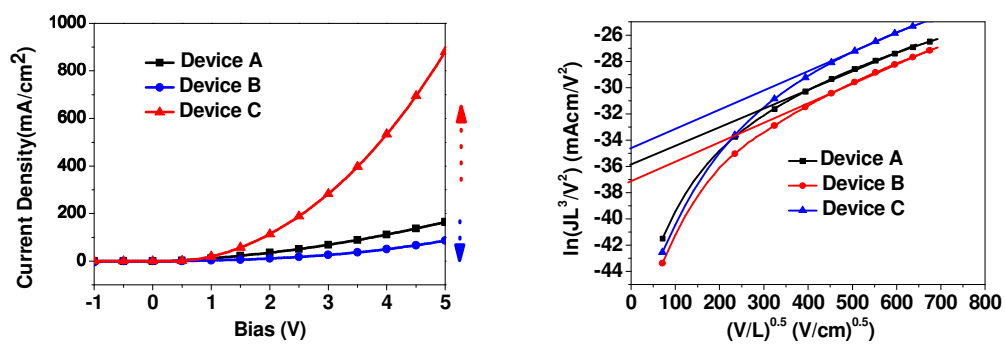 1000
800
600
400
200
0
Current Density(mA/cm²)
Device A
Device B
Device C
-1 0 1 2 3 4 5
Bias (V)
-26
-28
-30
-32
-34
-36
-38
-40
-42
-44
ln(JL³/V²) (mAcm/V²)
Device A
Device B
Device C
0 100 200 300 400 500 600 700 800
(V/L)^0.5 (V/cm)^0.5)